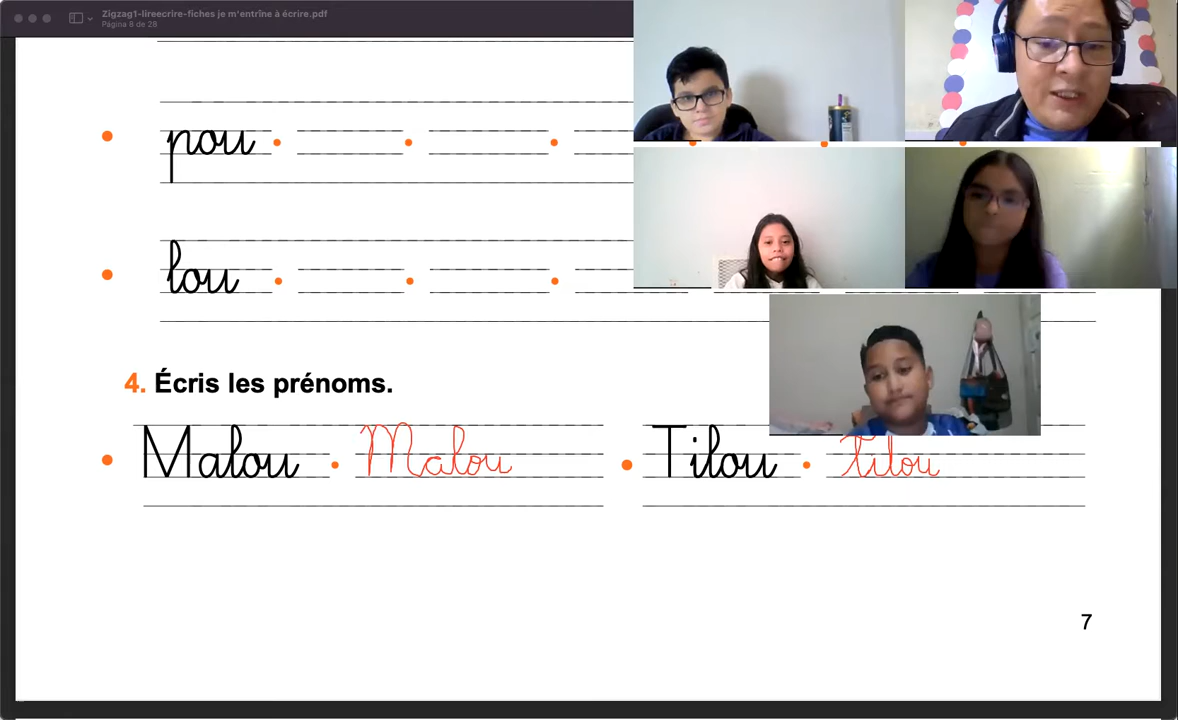 Zigzag1-lireecrire-fiches je m'entrîne à écrire.pdf
Página 8 de 28
pou
lou
4. Écris les prénoms.
Malou Malou Tilou tilou
7